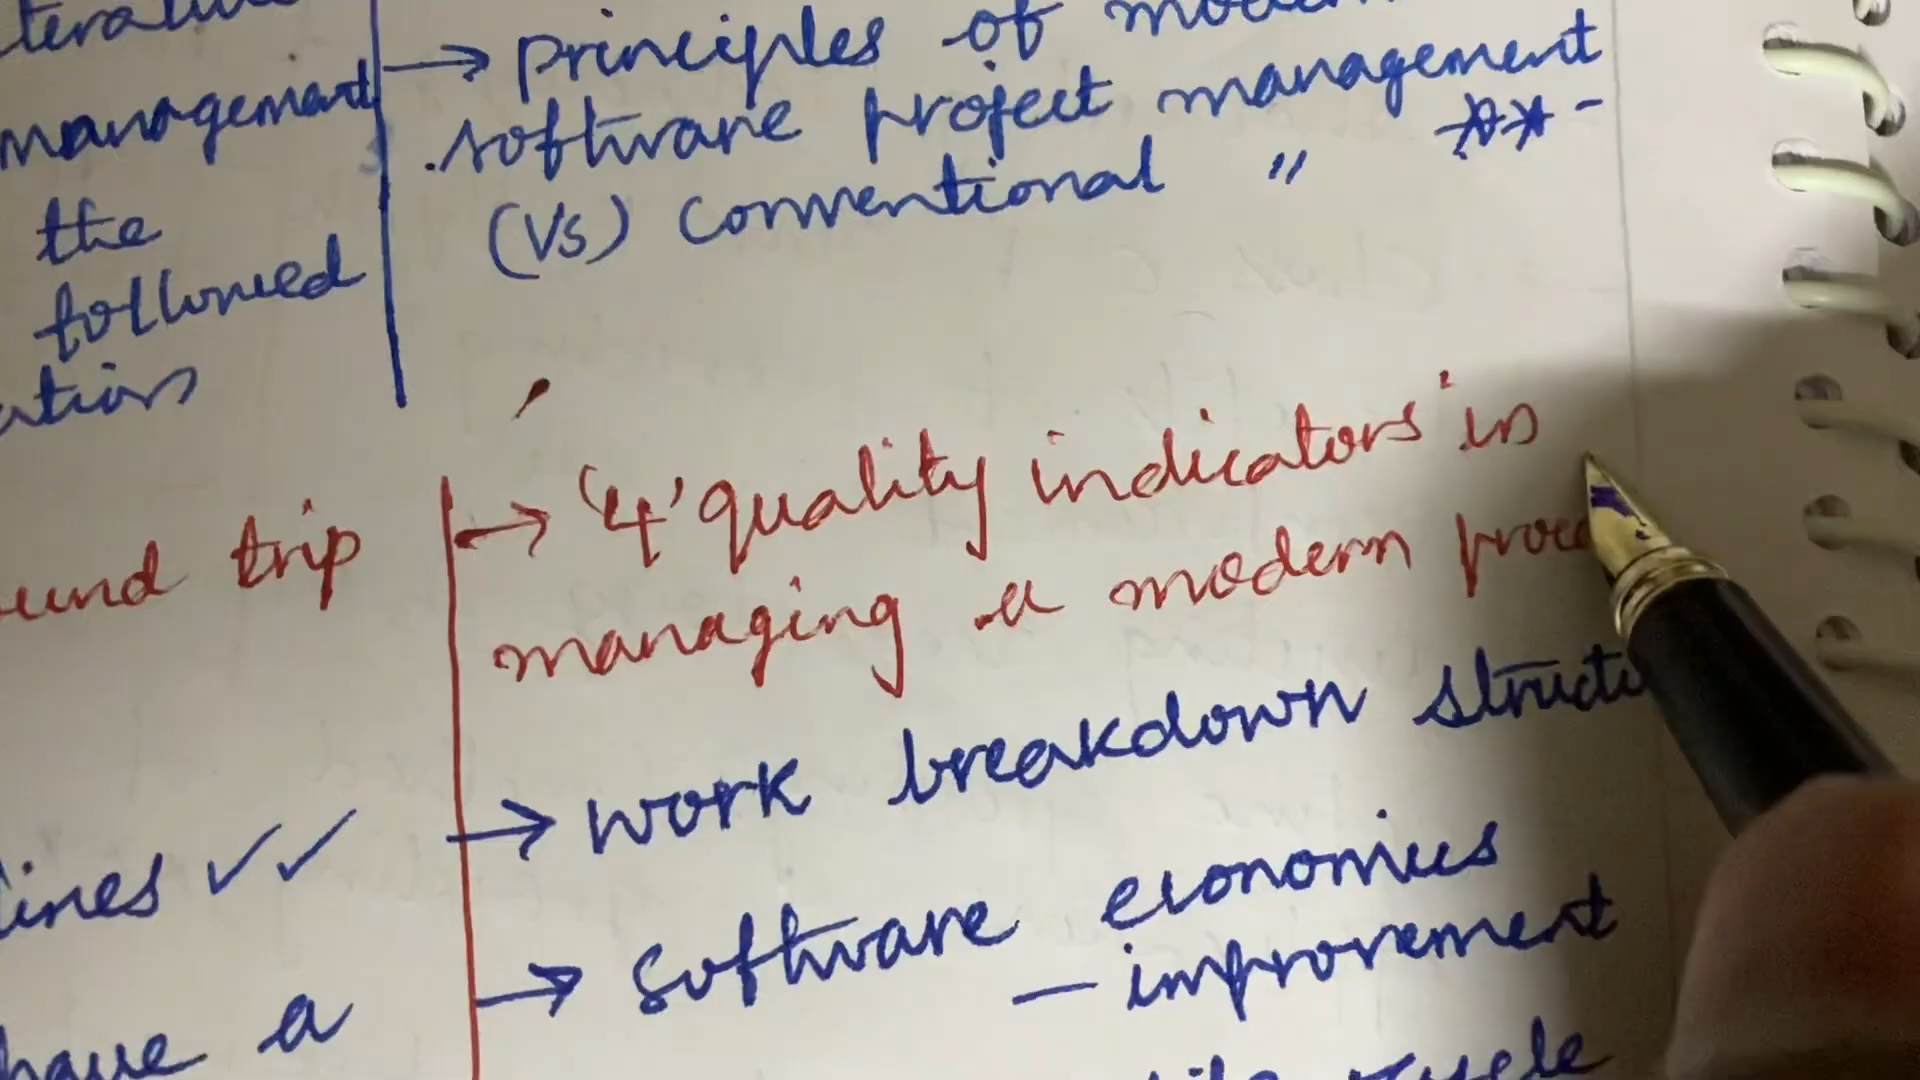 management
the
followed
→ principles of modern
software project management
(Vs) conventional " ** -
trip
→ '4' quality indicators in
managing a modern
→ work breakdown
→ software economics
- improvement
✓✓
have a